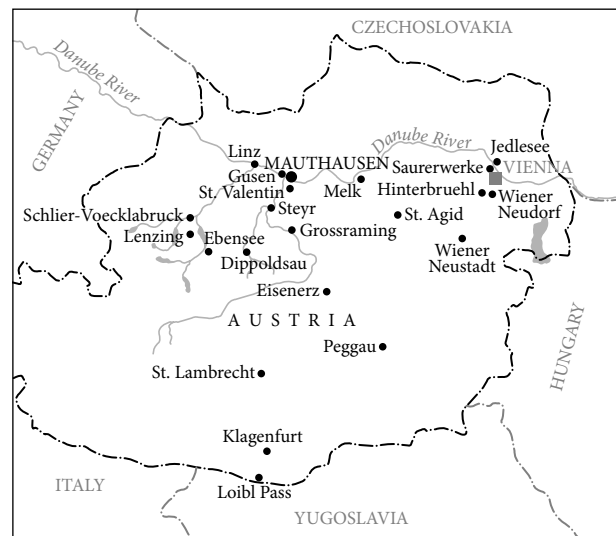 CZECHOSLOVAKIA
Danube River
GERMANY
Danube River
Jedlesee
Linz
MAUTHAUSEN
Saurerwerke
VIENNA
Gusen
St. Valentin
Melk
Hinterbruehl
Wiener
Neudorf
Schlier-Voecklabruck
Steyr
St. Agid
Lenzing
Ebensee
Grossraming
Wiener
Neustadt
Dippoldsau
Eisenerz
AUSTRIA
Peggau
HUNGARY
St. Lambrecht
Klagenfurt
ITALY
Loibl Pass
YUGOSLAVIA